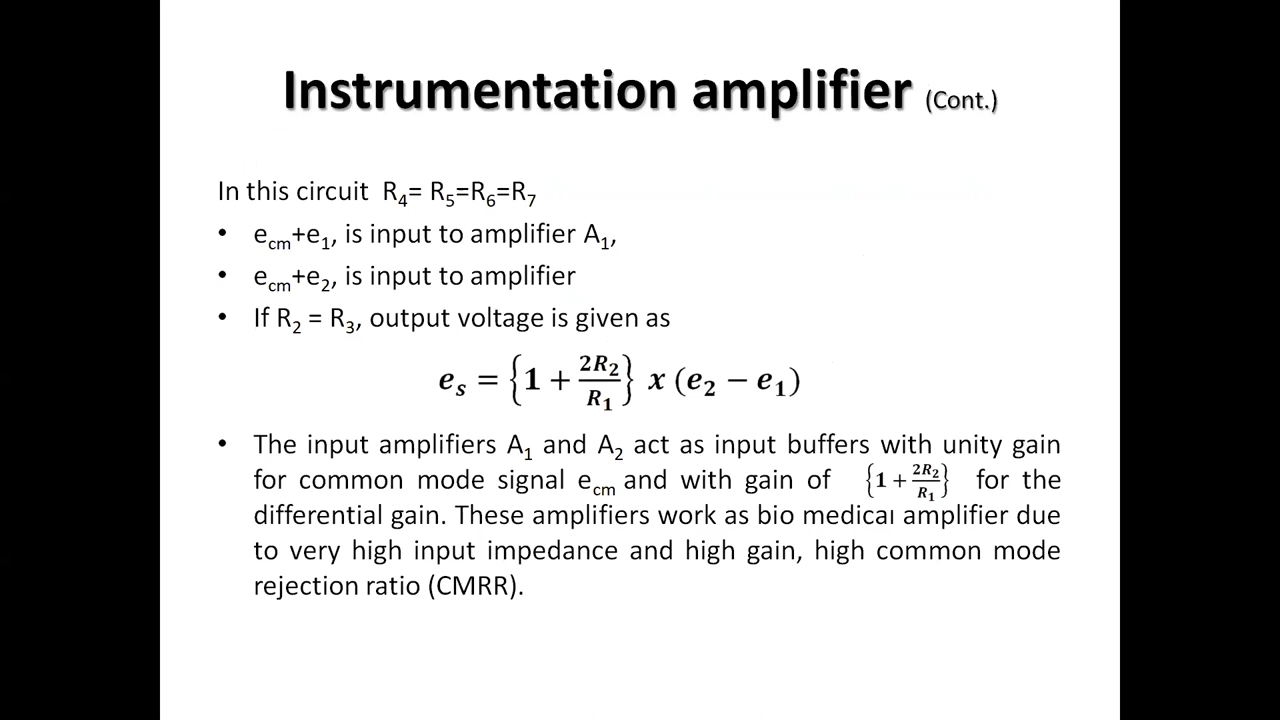 Instrumentation amplifier (Cont.)
In this circuit R₄= R₅=R₆=R₇
• e_cm+e₁, is input to amplifier A₁,
• e_cm+e₂, is input to amplifier
• If R₂ = R₃, output voltage is given as
e_s = {1 + 2R₂/R₁} x (e₂ − e₁)
• The input amplifiers A₁ and A₂ act as input buffers with unity gain
for common mode signal e_cm and with gain of {1 + 2R₂/R₁} for the
differential gain. These amplifiers work as bio medical amplifier due
to very high input impedance and high gain, high common mode
rejection ratio (CMRR).